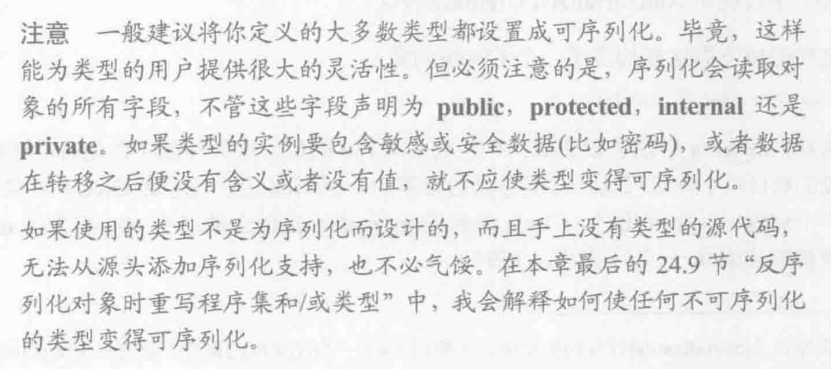 注意 一般建议将你定义的大多数类型都设置成可序列化。毕竟，这样
能为类型的用户提供很大的灵活性。但必须注意的是，序列化会读取对
象的所有字段，不管这些字段声明为 public，protected，internal 还是
private。如果类型的实例要包含敏感或安全数据(比如密码)，或者数据
在转移之后便没有含义或者没有值，就不应使类型变得可序列化。
如果使用的类型不是为序列化而设计的，而且手上没有类型的源代码，
无法从源头添加序列化支持，也不必气馁。在本章最后的 24.9 节“反序
列化对象时重写程序集和/或类型”中，我会解释如何使任何不可序列化
的类型变得可序列化。